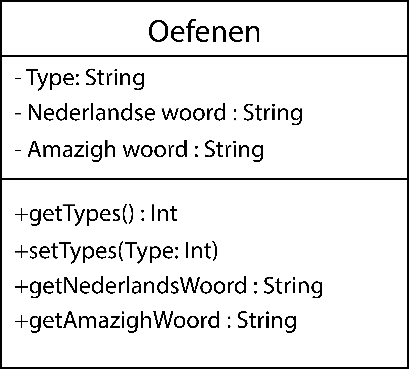 Oefenen
- Type: String
- Nederlandse woord : String
- Amazigh woord : String
+getTypes() : Int
+setTypes(Type: Int)
+getNederlandsWoord : String
+getAmazighWoord : String